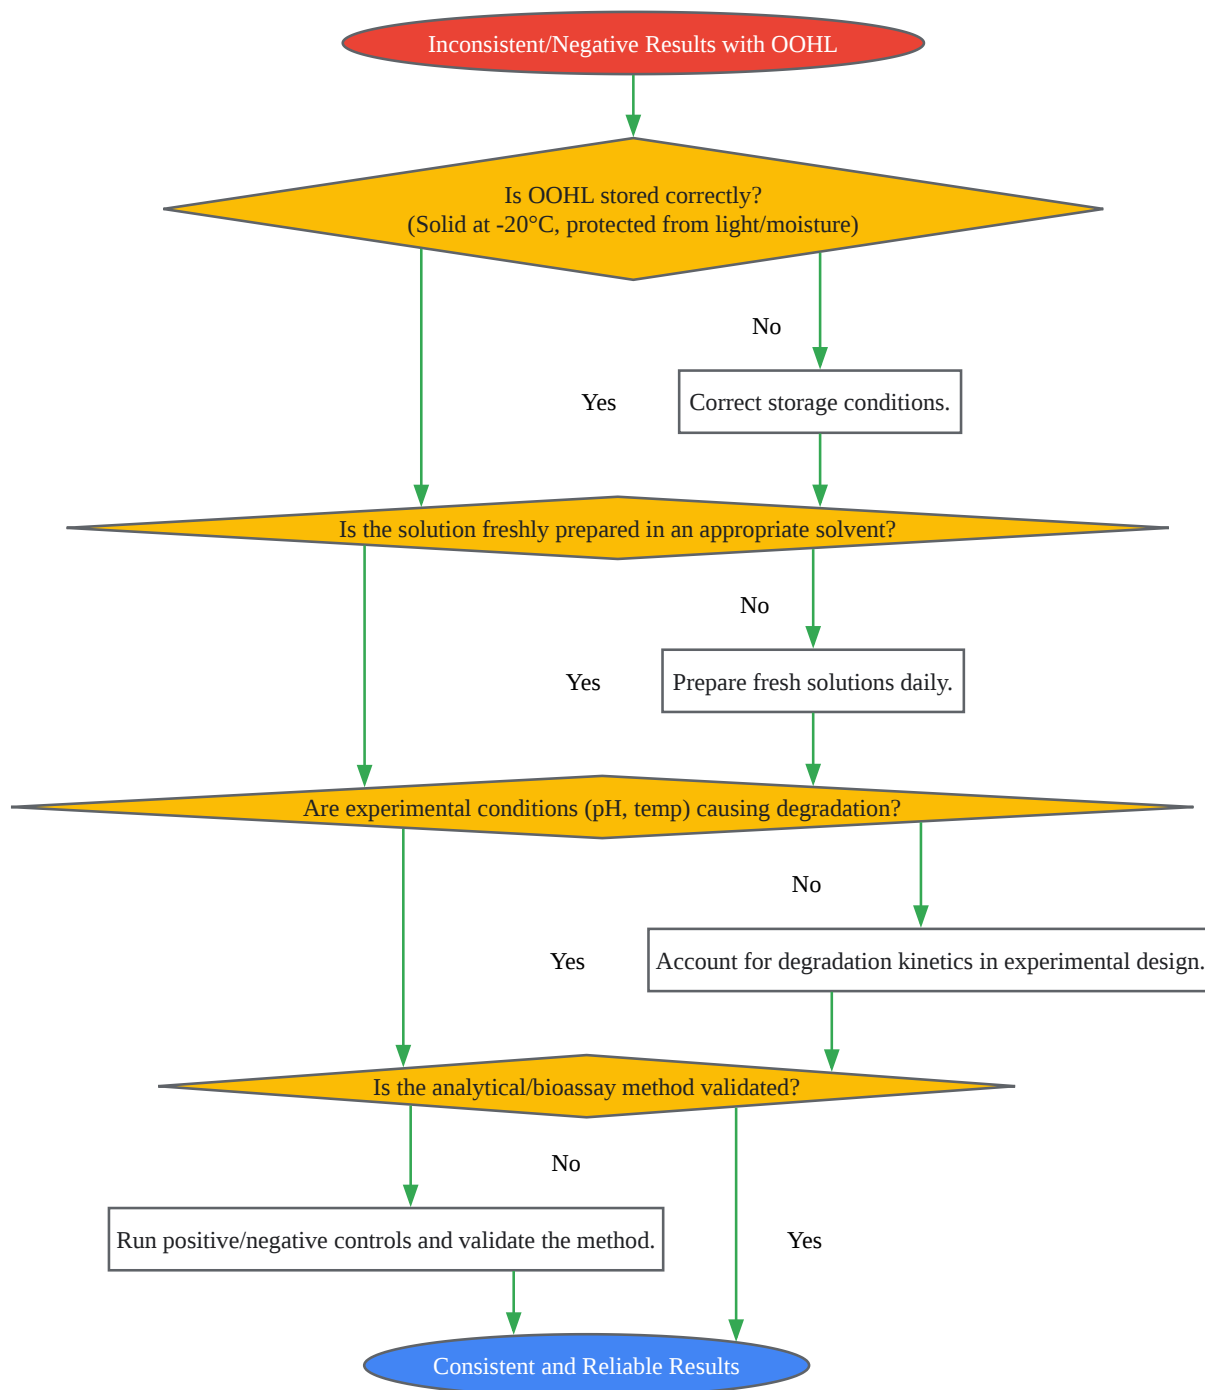 Inconsistent/Negative Results with OOHL
Is OOHL stored correctly?
(Solid at -20°C, protected from light/moisture)
No
Yes
Correct storage conditions.
Is the solution freshly prepared in an appropriate solvent?
No
Yes
Prepare fresh solutions daily.
Are experimental conditions (pH, temp) causing degradation?
No
Yes
Account for degradation kinetics in experimental design.
Is the analytical/bioassay method validated?
No
Run positive/negative controls and validate the method.
Yes
Consistent and Reliable Results